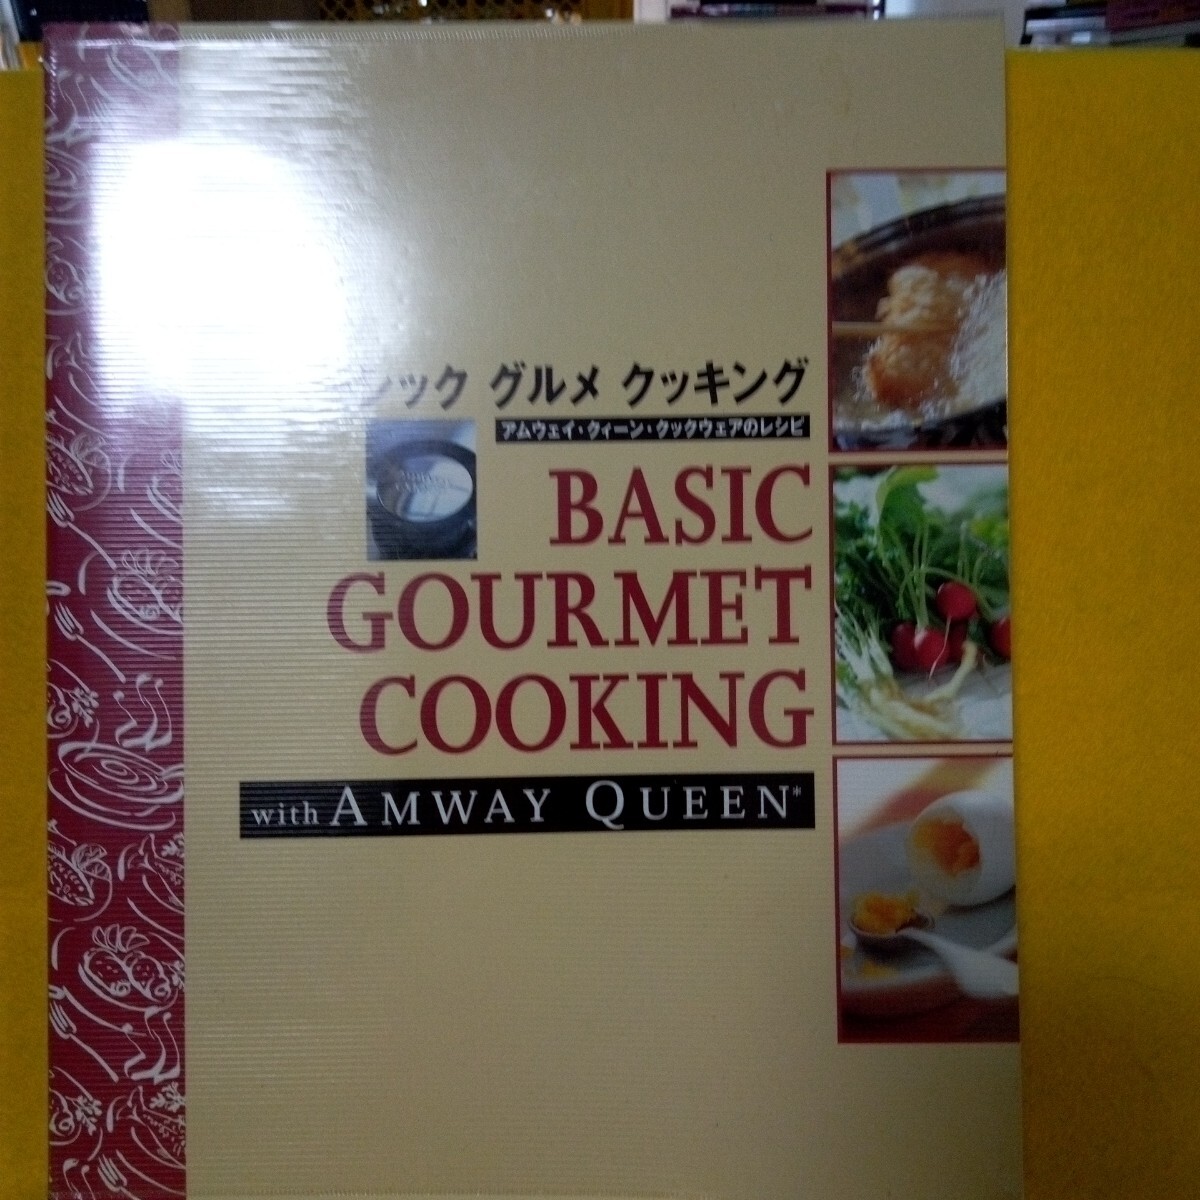 シック グルメ クッキング
アムウェイ・クィーン・クックウェアのレシピ
BASIC
GOURMET
COOKING
with AMWAY QUEEN*